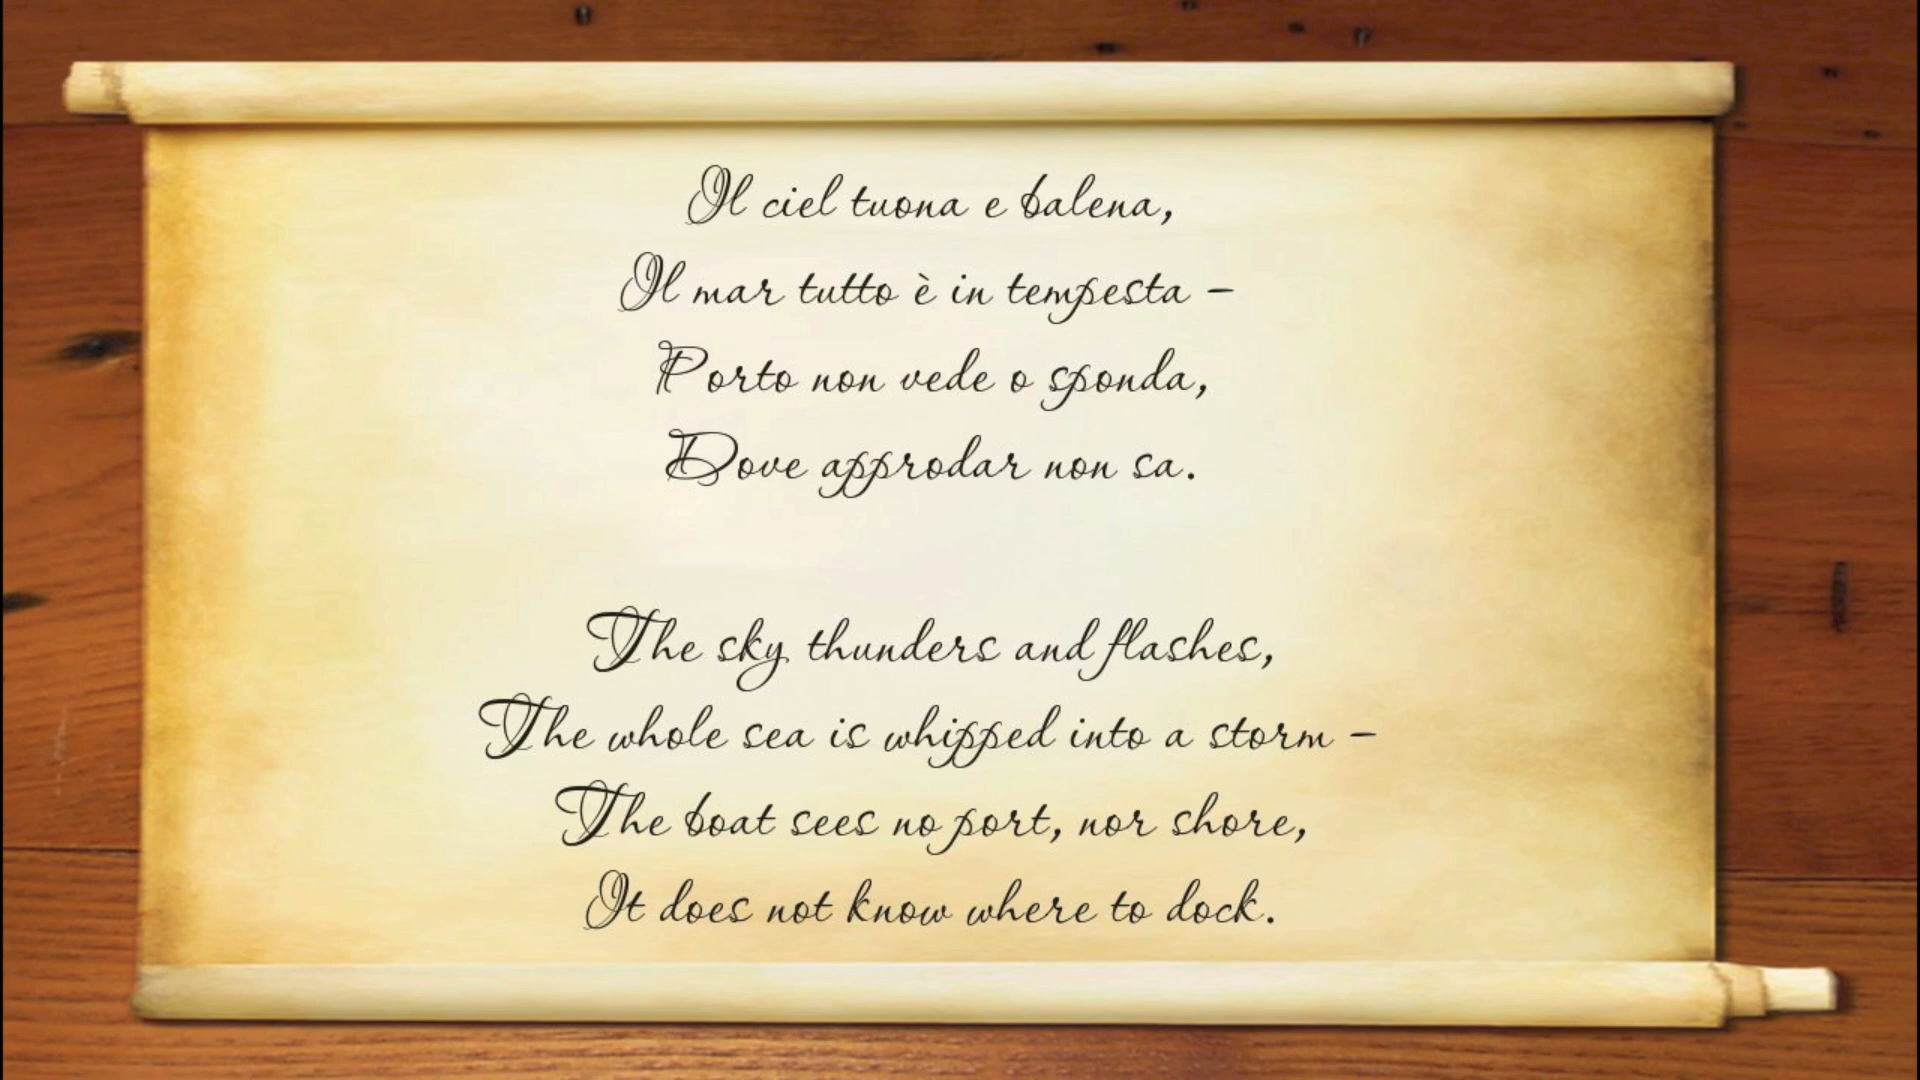 Il ciel tuona e balena,
Il mar tutto è in tempesta –
Porto non vede o sponda,
Dove approdar non sa.
The sky thunders and flashes,
The whole sea is whipped into a storm –
The boat sees no port, nor shore,
It does not know where to dock.